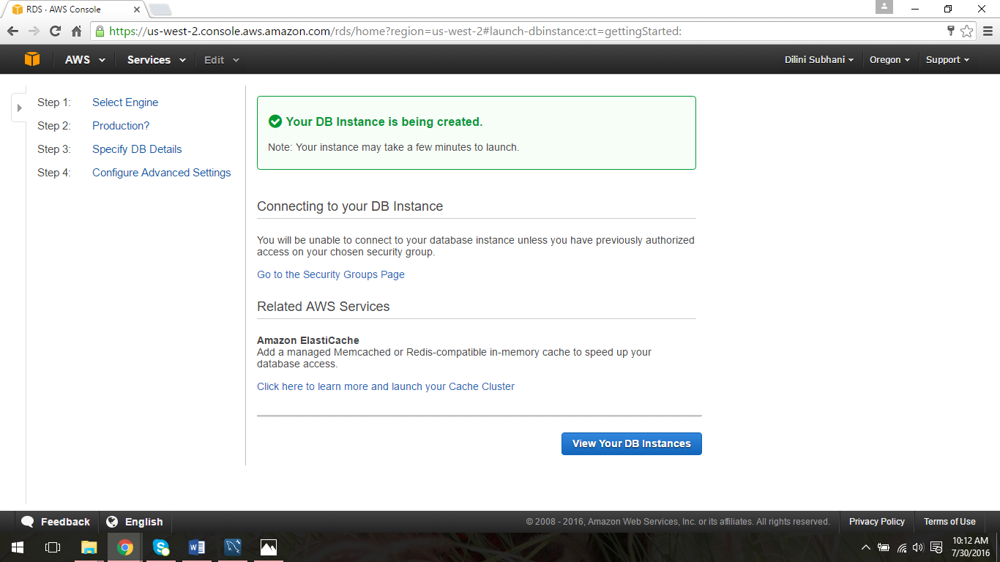 RDS · AWS Console
https://us-west-2.console.aws.amazon.com/rds/home?region=us-west-2#launch-dbinstance:ct=gettingStarted:
AWS Services Edit Dilini Subhani Oregon Support
Step 1: Select Engine
Step 2: Production?
Step 3: Specify DB Details
Step 4: Configure Advanced Settings
Your DB Instance is being created.
Note: Your instance may take a few minutes to launch.
Connecting to your DB Instance
You will be unable to connect to your database instance unless you have previously authorized
access on your chosen security group.
Go to the Security Groups Page
Related AWS Services
Amazon ElastiCache
Add a managed Memcached or Redis-compatible in-memory cache to speed up your
database access.
Click here to learn more and launch your Cache Cluster
View Your DB Instances
Feedback English © 2008 - 2016, Amazon Web Services, Inc. or its affiliates. All rights reserved. Privacy Policy Terms of Use
10:12 AM
7/30/2016